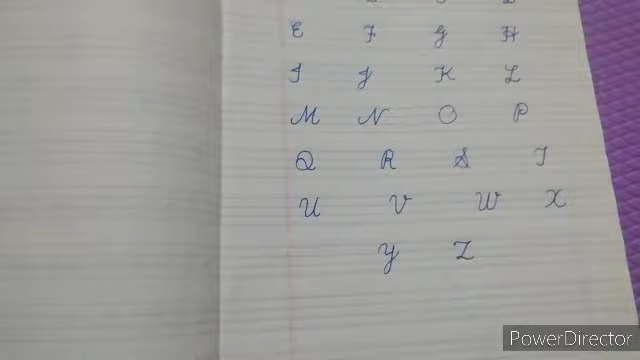 E F G H
I J K L
M N O P
Q R S T
U V W X
Y Z
PowerDirector